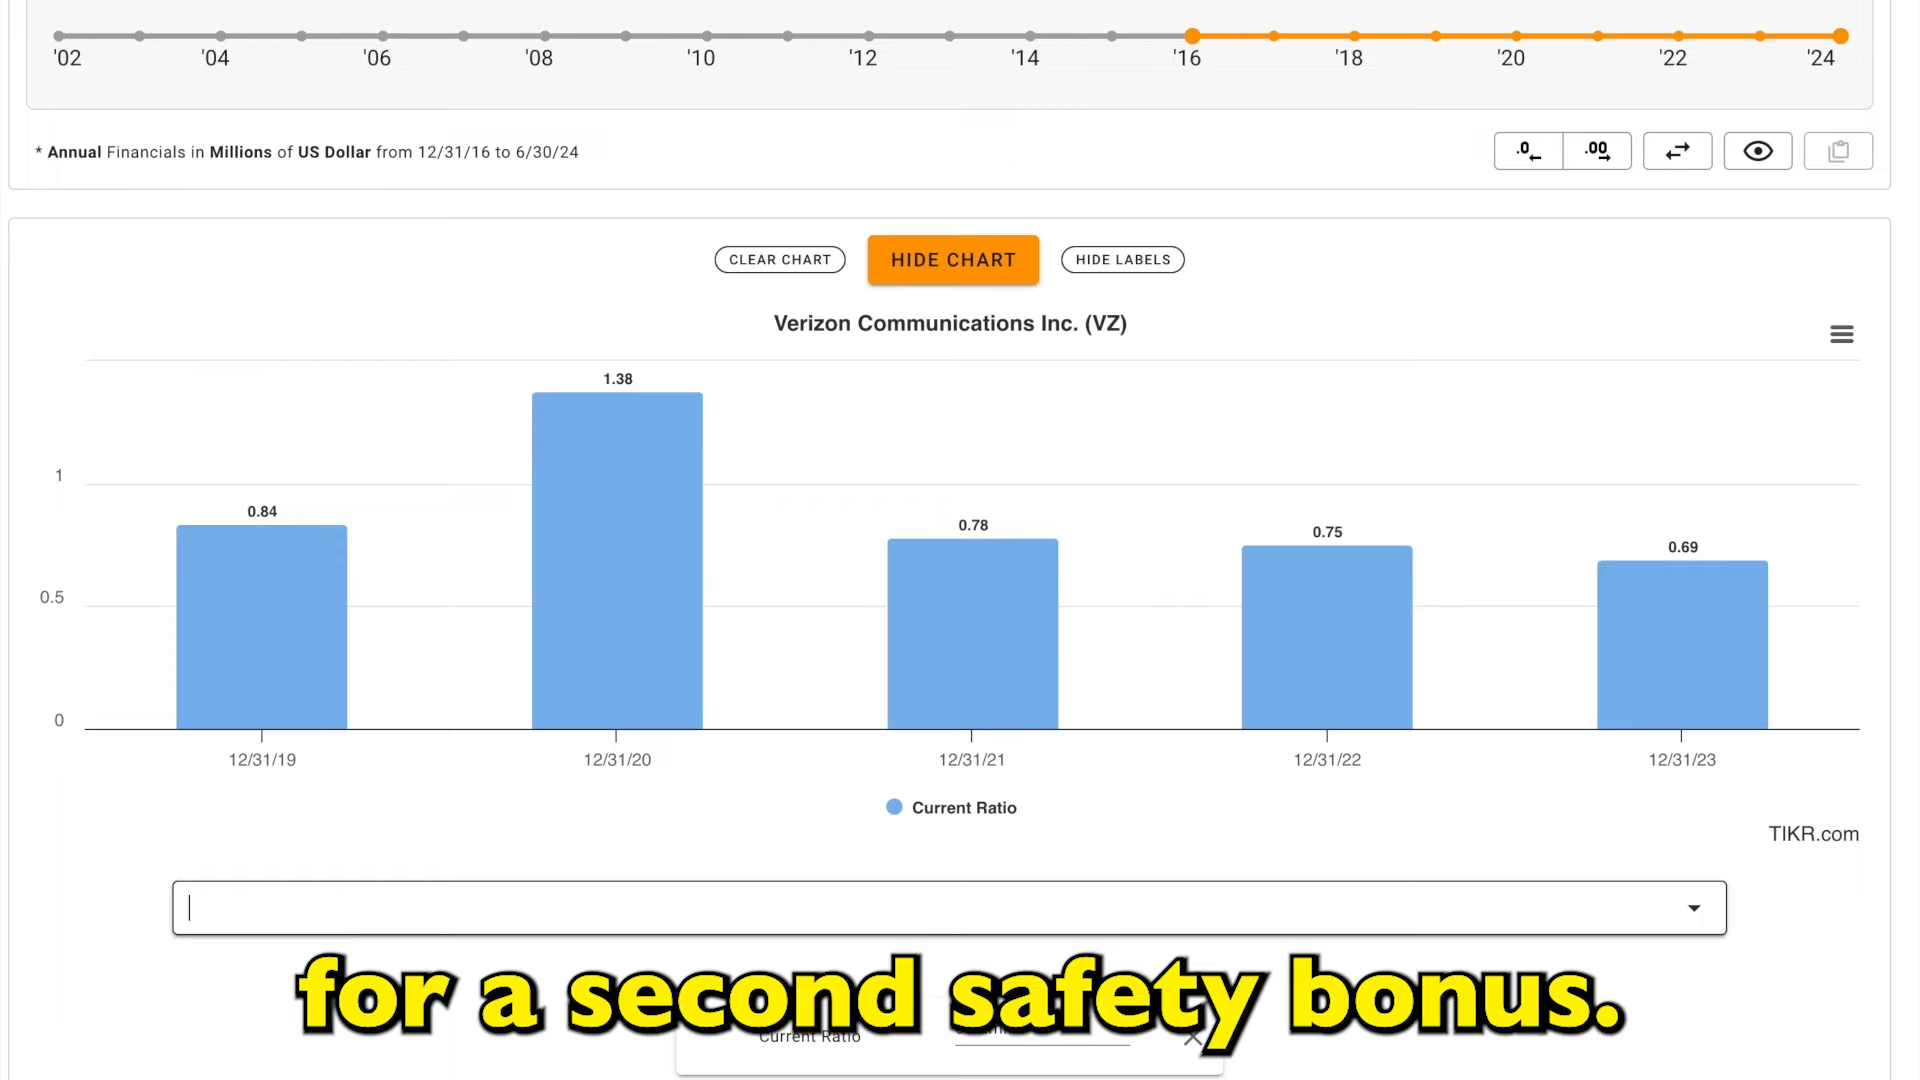 '02 '04 '06 '08 '10 '12 '14 '16 '18 '20 '22 '24
* Annual Financials in Millions of US Dollar from 12/31/16 to 6/30/24
.0 .00
CLEAR CHART HIDE CHART HIDE LABELS
Verizon Communications Inc. (VZ)
1.38
1
0.84
0.78
0.75
0.69
0.5
0
12/31/19 12/31/20 12/31/21 12/31/22 12/31/23
Current Ratio
TIKR.com
for a second safety bonus.
Current Ratio